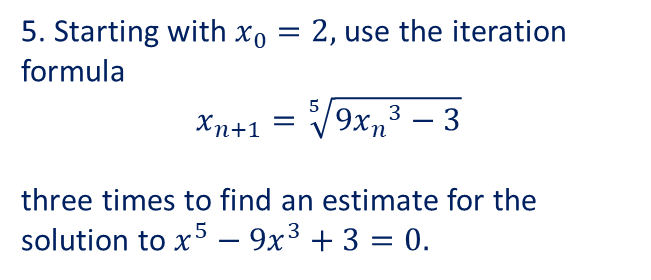 5. Starting with x₀ = 2, use the iteration
formula
xₙ₊₁ = ⁵√(9xₙ³ − 3)
three times to find an estimate for the
solution to x⁵ − 9x³ + 3 = 0.